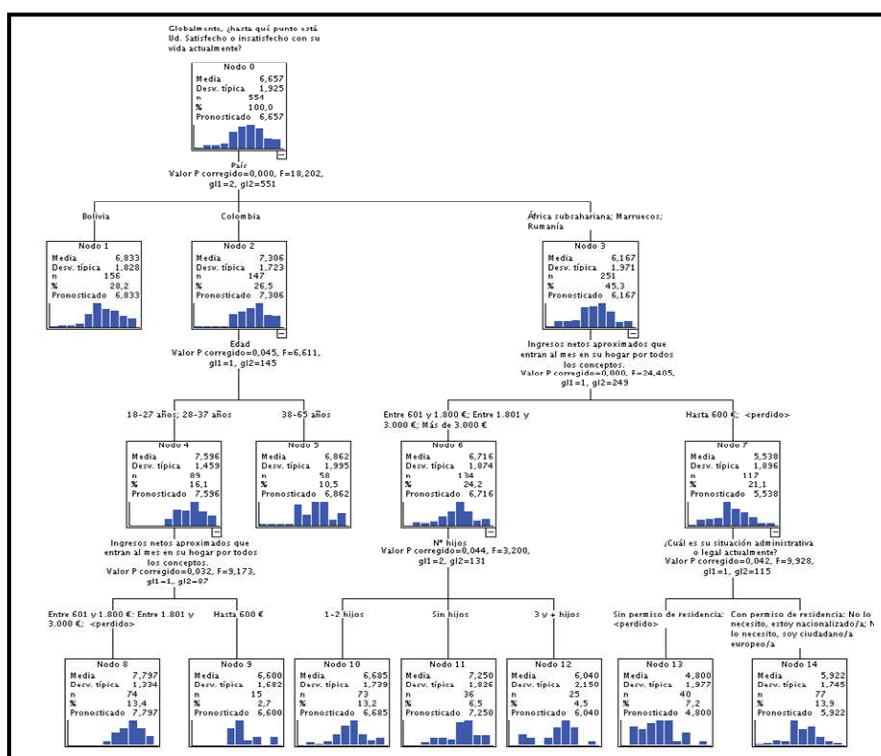 Globalmente, ¿hasta qué punto está
Ud. Satisfecho o insatisfecho con su
vida actualmente?
Nodo 0
Media 6,657
Desv. típica 1,925
n 554
% 100,0
Pronosticado 6,657
País
Valor P corregido=0,000, F=18,202,
gl1=2, gl2=551
Bolivia
Colombia
África subsahariana; Marruecos;
Rumanía
Nodo 1
Media 6,833
Desv. típica 1,828
n 156
% 28,2
Pronosticado 6,833
Nodo 2
Media 7,306
Desv. típica 1,723
n 147
% 26,5
Pronosticado 7,306
Nodo 3
Media 6,167
Desv. típica 1,971
n 251
% 45,3
Pronosticado 6,167
Edad
Valor P corregido=0,045, F=6,611,
gl1=1, gl2=145
Ingresos netos aproximados que
entran al mes en su hogar por todos
los conceptos.
Valor P corregido=0,000, F=24,405,
gl1=1, gl2=249
18-27 años; 28-37 años
38-65 años
Entre 601 y 1.800 €; Entre 1.801 y
3.000 €; Más de 3.000 €
Hasta 600 €; <perdido>
Nodo 4
Media 7,596
Desv. típica 1,459
n 89
% 16,1
Pronosticado 7,596
Nodo 5
Media 6,862
Desv. típica 1,995
n 58
% 10,5
Pronosticado 6,862
Nodo 6
Media 6,716
Desv. típica 1,874
n 134
% 24,2
Pronosticado 6,716
Nodo 7
Media 5,538
Desv. típica 1,896
n 117
% 21,1
Pronosticado 5,538
Ingresos netos aproximados que
entran al mes en su hogar por todos
los conceptos.
Valor P corregido=0,032, F=9,173,
gl1=1, gl2=87
Nº hijos
Valor P corregido=0,044, F=3,200,
gl1=2, gl2=131
¿Cuál es su situación administrativa
o legal actualmente?
Valor P corregido=0,042, F=9,928,
gl1=1, gl2=115
Entre 601 y 1.800 €; Entre 1.801 y
3.000 €; <perdido>
Hasta 600 €
1-2 hijos
Sin hijos
3 y + hijos
Sin permiso de residencia;
<perdido>
Con permiso de residencia; No lo
necesito, estoy nacionalizado/a; N
lo necesito, soy ciudadano/a
europeo/a
Nodo 8
Media 7,797
Desv. típica 1,334
n 74
% 13,4
Pronosticado 7,797
Nodo 9
Media 6,600
Desv. típica 1,682
n 15
% 2,7
Pronosticado 6,600
Nodo 10
Media 6,685
Desv. típica 1,739
n 73
% 13,2
Pronosticado 6,685
Nodo 11
Media 7,250
Desv. típica 1,826
n 36
% 6,5
Pronosticado 7,250
Nodo 12
Media 6,040
Desv. típica 2,150
n 25
% 4,5
Pronosticado 6,040
Nodo 13
Media 4,800
Desv. típica 1,977
n 40
% 7,2
Pronosticado 4,800
Nodo 14
Media 5,922
Desv. típica 1,745
n 77
% 13,9
Pronosticado 5,922